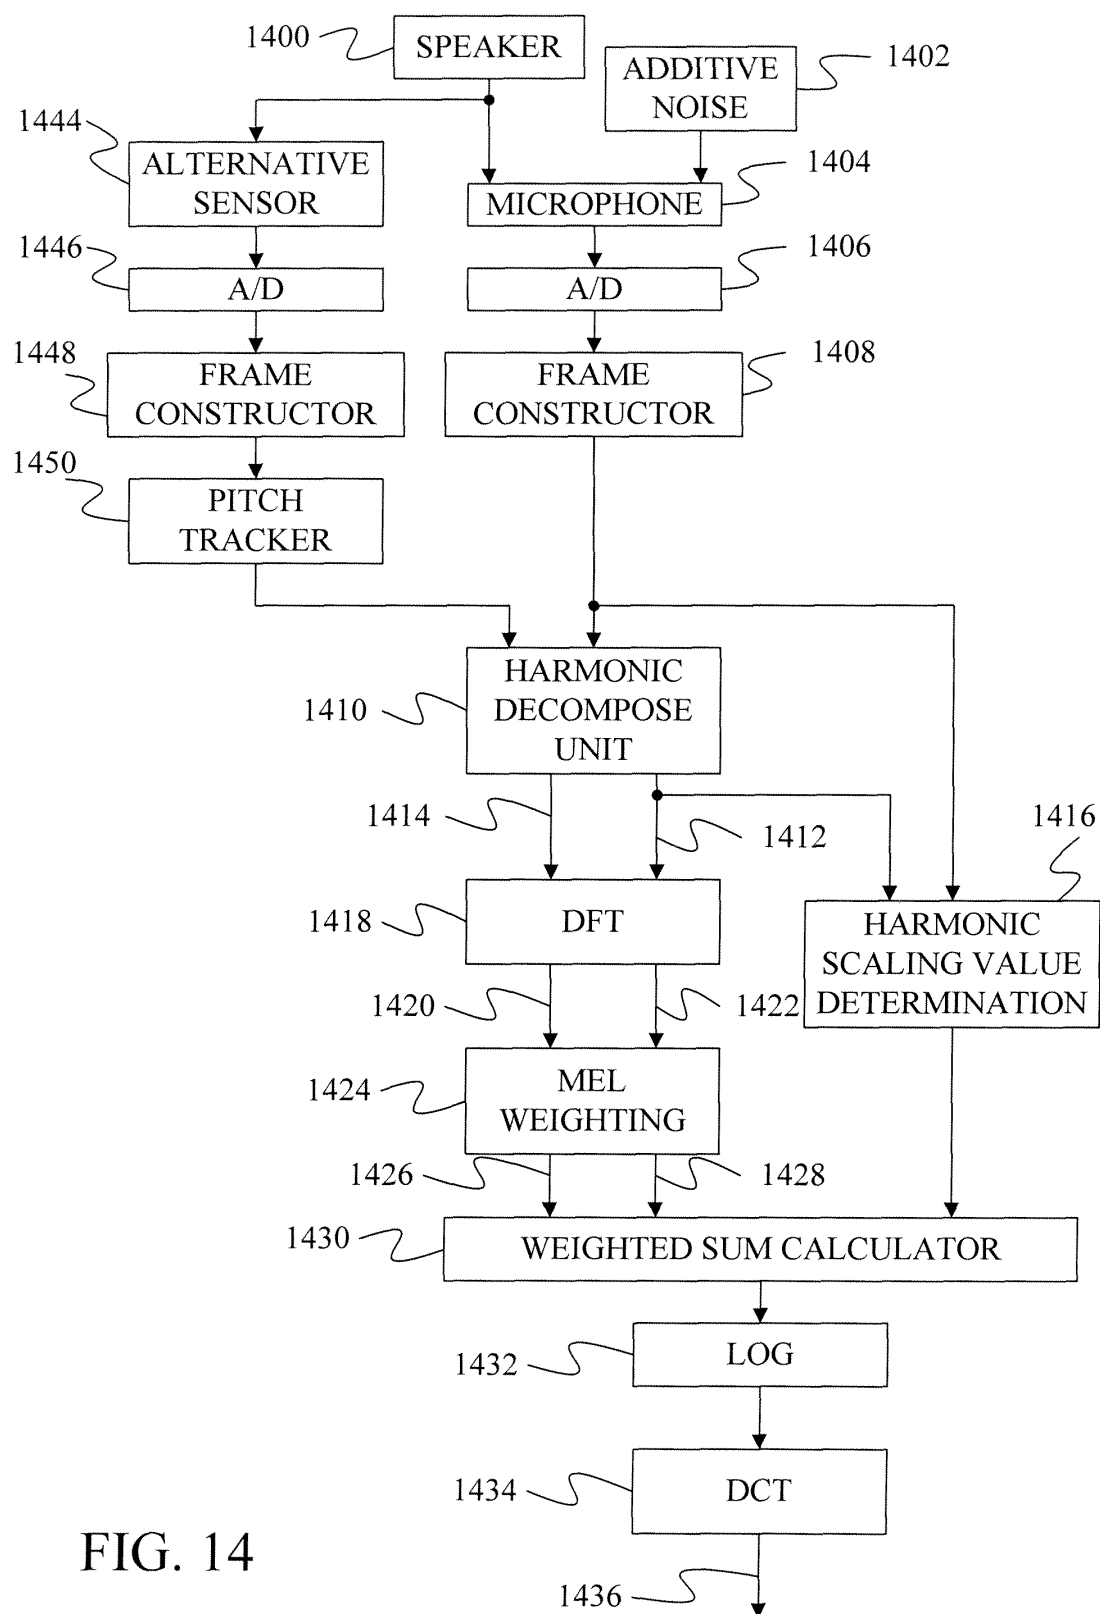 1400
SPEAKER
ADDITIVE
NOISE
1402
1444
ALTERNATIVE
SENSOR
1404
MICROPHONE
1446
A/D
1406
A/D
1448
FRAME
CONSTRUCTOR
1408
FRAME
CONSTRUCTOR
1450
PITCH
TRACKER
1410
HARMONIC
DECOMPOSE
UNIT
1414
1412
1416
1418
DFT
HARMONIC
SCALING VALUE
DETERMINATION
1420
1422
1424
MEL
WEIGHTING
1426
1428
1430
WEIGHTED SUM CALCULATOR
1432
LOG
1434
DCT
FIG. 14
1436